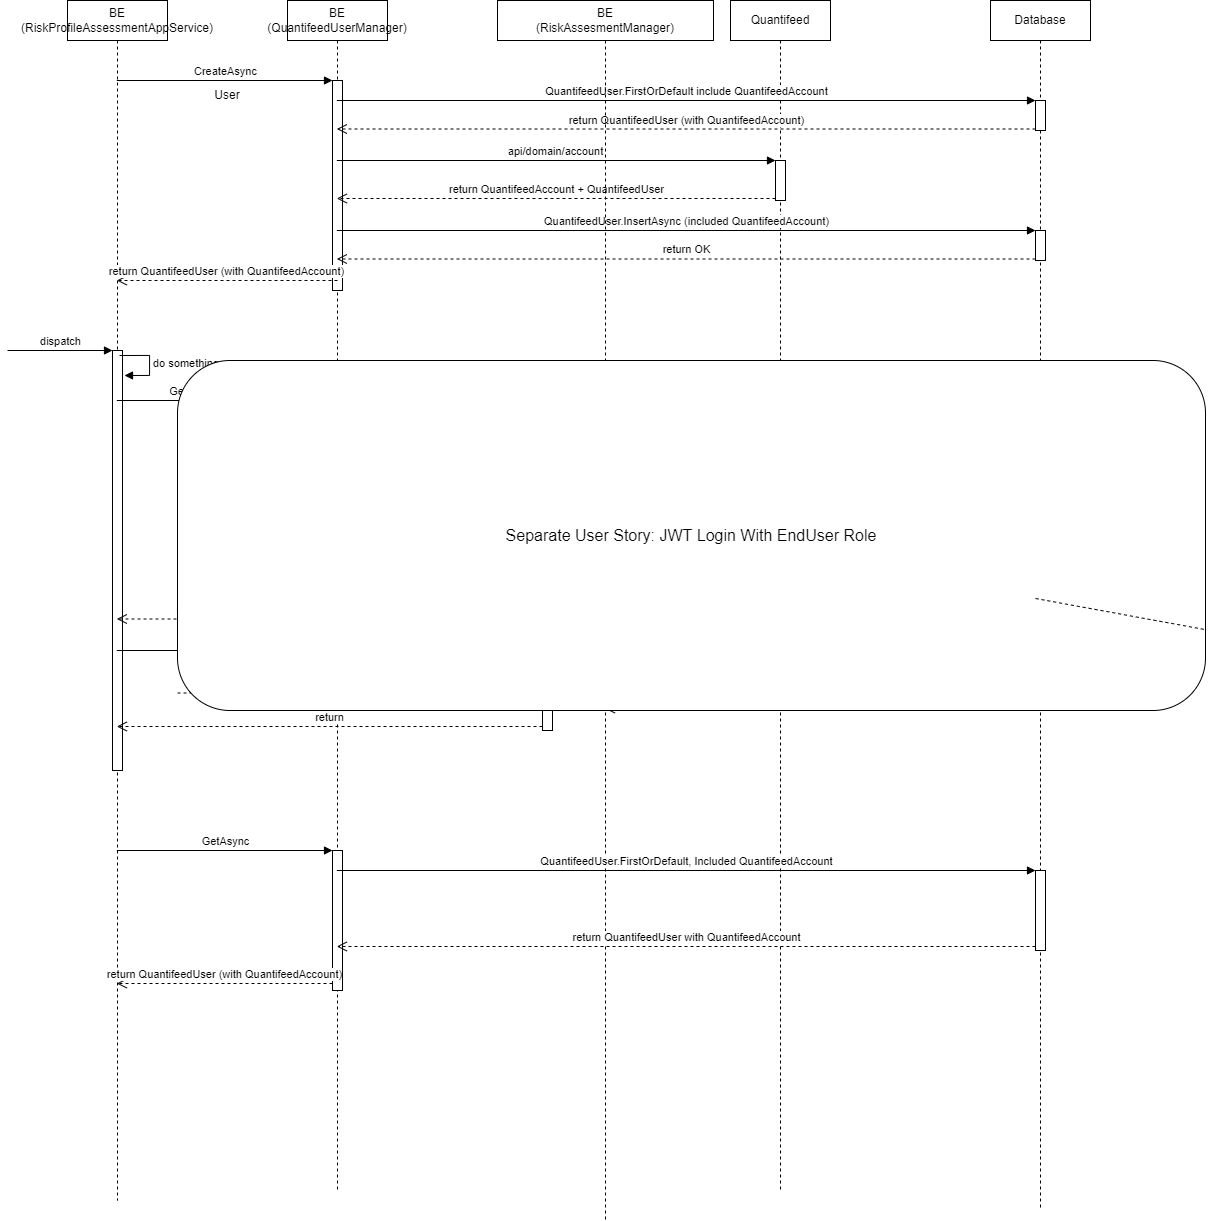 BE
(RiskProfileAssessmentAppService)
BE
(QuantifeedUserManager)
BE
(RiskAssesmentManager)
Quantifeed
Database
CreateAsync
User
QuantifeedUser.FirstOrDefault include QuantifeedAccount
return QuantifeedUser (with QuantifeedAccount)
api/domain/account
return QuantifeedAccount + QuantifeedUser
QuantifeedUser.InsertAsync (included QuantifeedAccount)
return OK
return QuantifeedUser (with QuantifeedAccount)
dispatch
do something
Separate User Story: JWT Login With EndUser Role
return
GetAsync
QuantifeedUser.FirstOrDefault, Included QuantifeedAccount
return QuantifeedUser with QuantifeedAccount
return QuantifeedUser (with QuantifeedAccount)